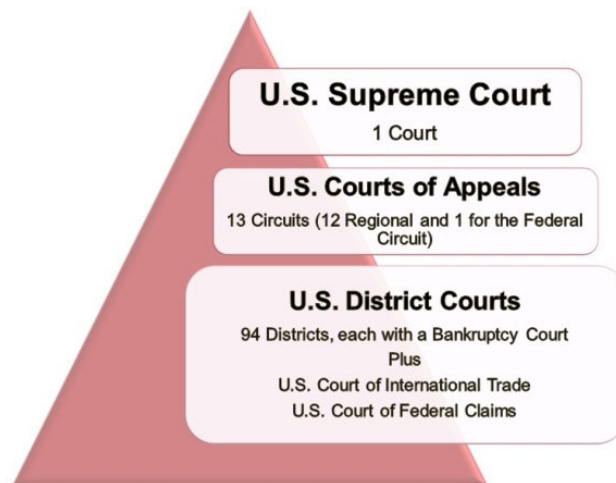 U.S. Supreme Court
1 Court
U.S. Courts of Appeals
13 Circuits (12 Regional and 1 for the Federal
Circuit)
U.S. District Courts
94 Districts, each with a Bankruptcy Court
Plus
U.S. Court of International Trade
U.S. Court of Federal Claims